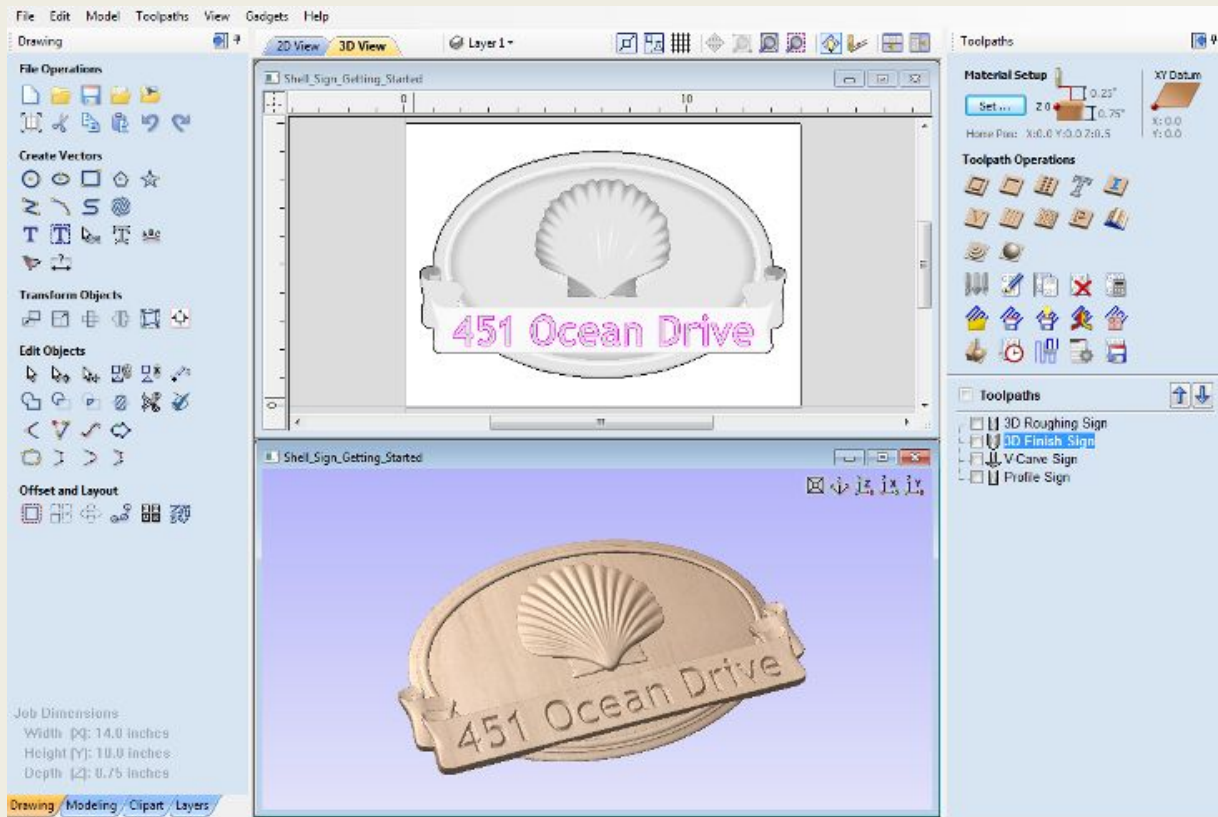 File Edit Model Toolpaths View Gadgets Help
Drawing
File Operations
Create Vectors
Transform Objects
Edit Objects
Offset and Layout
Job Dimensions
Width [X]: 14.0 inches
Height [Y]: 10.0 inches
Depth [Z]: 0.75 inches
Drawing Modeling Clipart Layers
2D View 3D View Layer 1
Shell_Sign_Getting_Started
0 10
0
451 Ocean Drive
Shell_Sign_Getting_Started
Z X Y
451 Ocean Drive
Toolpaths
Material Setup XY Datum
0.25"
Set ... Z 0
0.75"
X: 0.0
Y: 0.0
Home Pos: X:0.0 Y:0.0 Z:0.5
Toolpath Operations
Toolpaths
3D Roughing Sign
3D Finish Sign
V-Carve Sign
Profile Sign